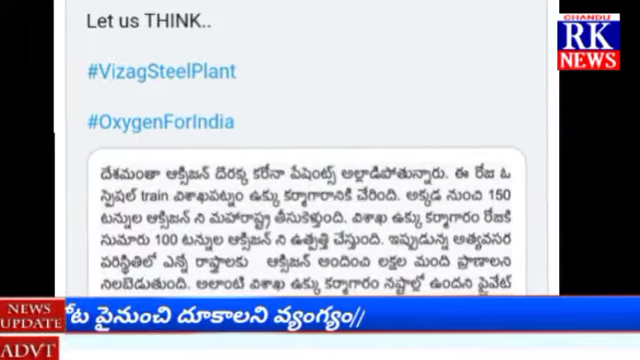 Let us THINK..
CHANDU
RK
NEWS
#VizagSteelPlant
#OxygenForIndia
దేశమంతా ఆక్సిజన్ దొరక్క కరోనా పేషెంట్స్ అల్లాడిపోతున్నారు. ఈ రోజు ఓ
స్పెషల్ train విశాఖపట్నం ఉక్కు కర్మాగారానికి చేరింది. అక్కడ నుంచి 150
టన్నుల ఆక్సిజన్ ని మహారాష్ట్ర తీసుకెళ్తుంది. విశాఖ ఉక్కు కర్మాగారం రోజుకి
సుమారు 100 టన్నుల ఆక్సిజన్ ని ఉత్పత్తి చేస్తుంది. ఇప్పుడున్న అత్యవసర
పరిస్థితిలో ఎన్నో రాష్ట్రాలకు ఆక్సిజన్ అందించి లక్షల మంది ప్రాణాలని
నిలబెడుతుంది. అలాంటి విశాఖ ఉక్కు కర్మాగారం నష్టాల్లో ఉందని ప్రైవేట్
NEWS
UPDATE
పైనుంచి దూకాలని వ్యంగ్యం//
ADVT